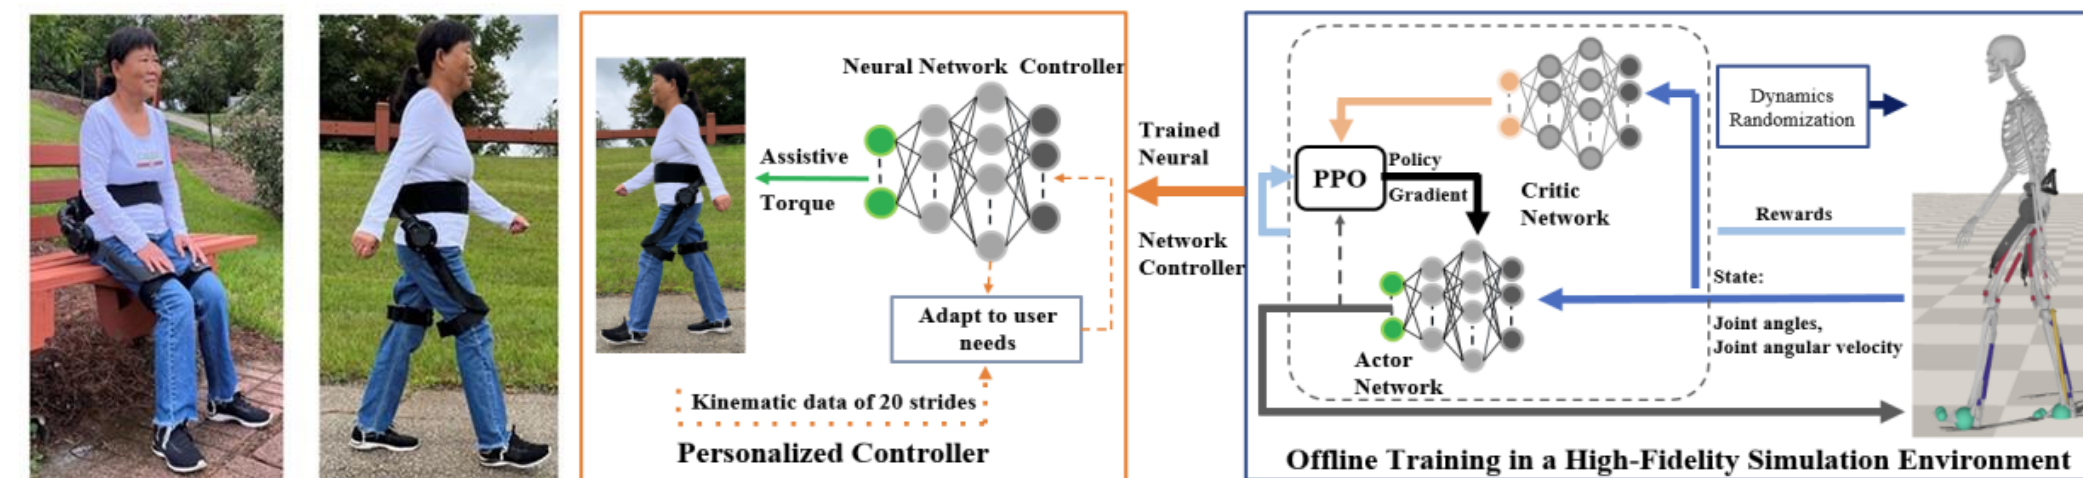 Neural Network Controller
Assistive
Torque
Adapt to user
needs
Kinematic data of 20 strides
Personalized Controller
Trained
Neural
Network
Controller
PPO
Policy
Gradient
Critic
Network
Actor
Network
Dynamics
Randomization
Rewards
State:
Joint angles,
Joint angular velocity
Offline Training in a High-Fidelity Simulation Environment